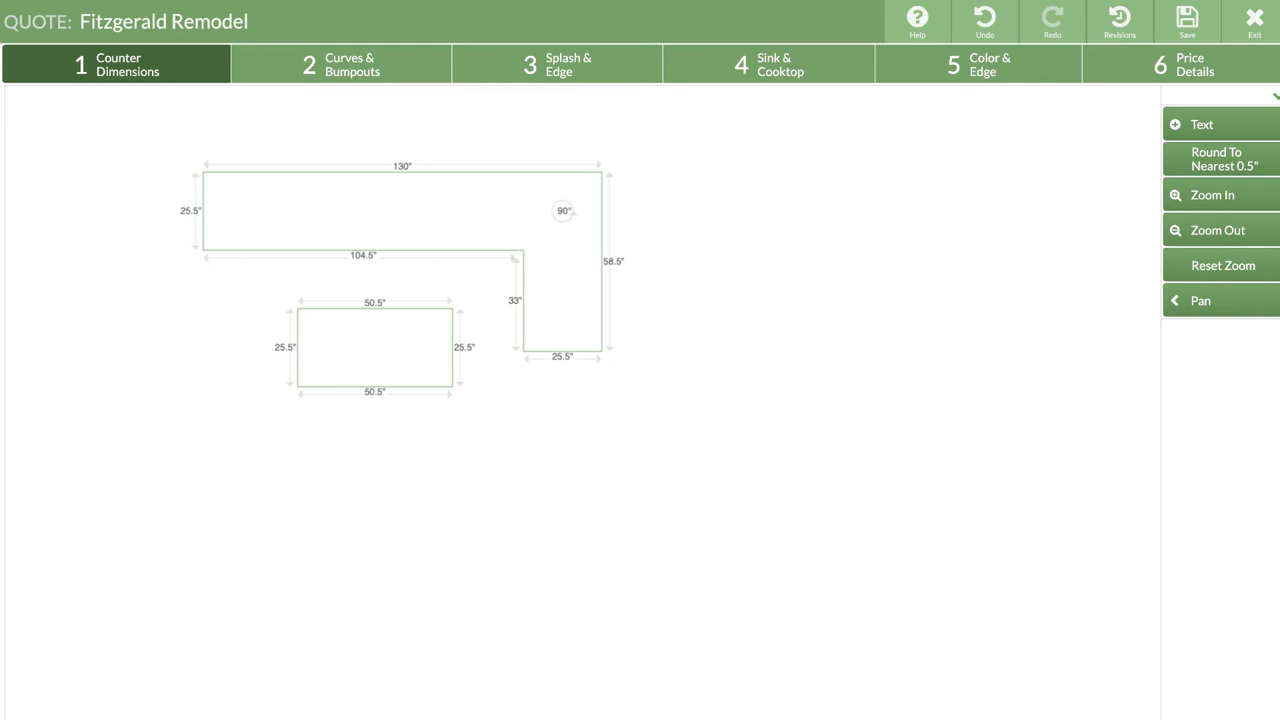 QUOTE: Fitzgerald Remodel
Help
Undo
Redo
Revisions
Save
Exit
1 Counter Dimensions
2 Curves & Bumpouts
3 Splash & Edge
4 Sink & Cooktop
5 Color & Edge
6 Price Details
Text
Round To
Nearest 0.5"
Zoom In
Zoom Out
Reset Zoom
Pan
130"
25.5"
90°
104.5"
58.5"
33"
25.5"
50.5"
25.5"
25.5"
50.5"